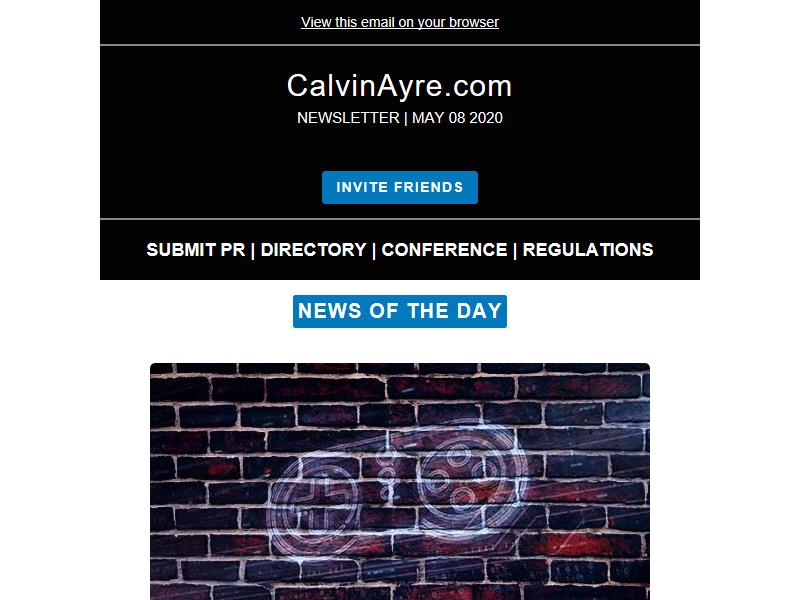 View this email on your browser
CalvinAyre.com
NEWSLETTER | MAY 08 2020
INVITE FRIENDS
SUBMIT PR | DIRECTORY | CONFERENCE | REGULATIONS
NEWS OF THE DAY